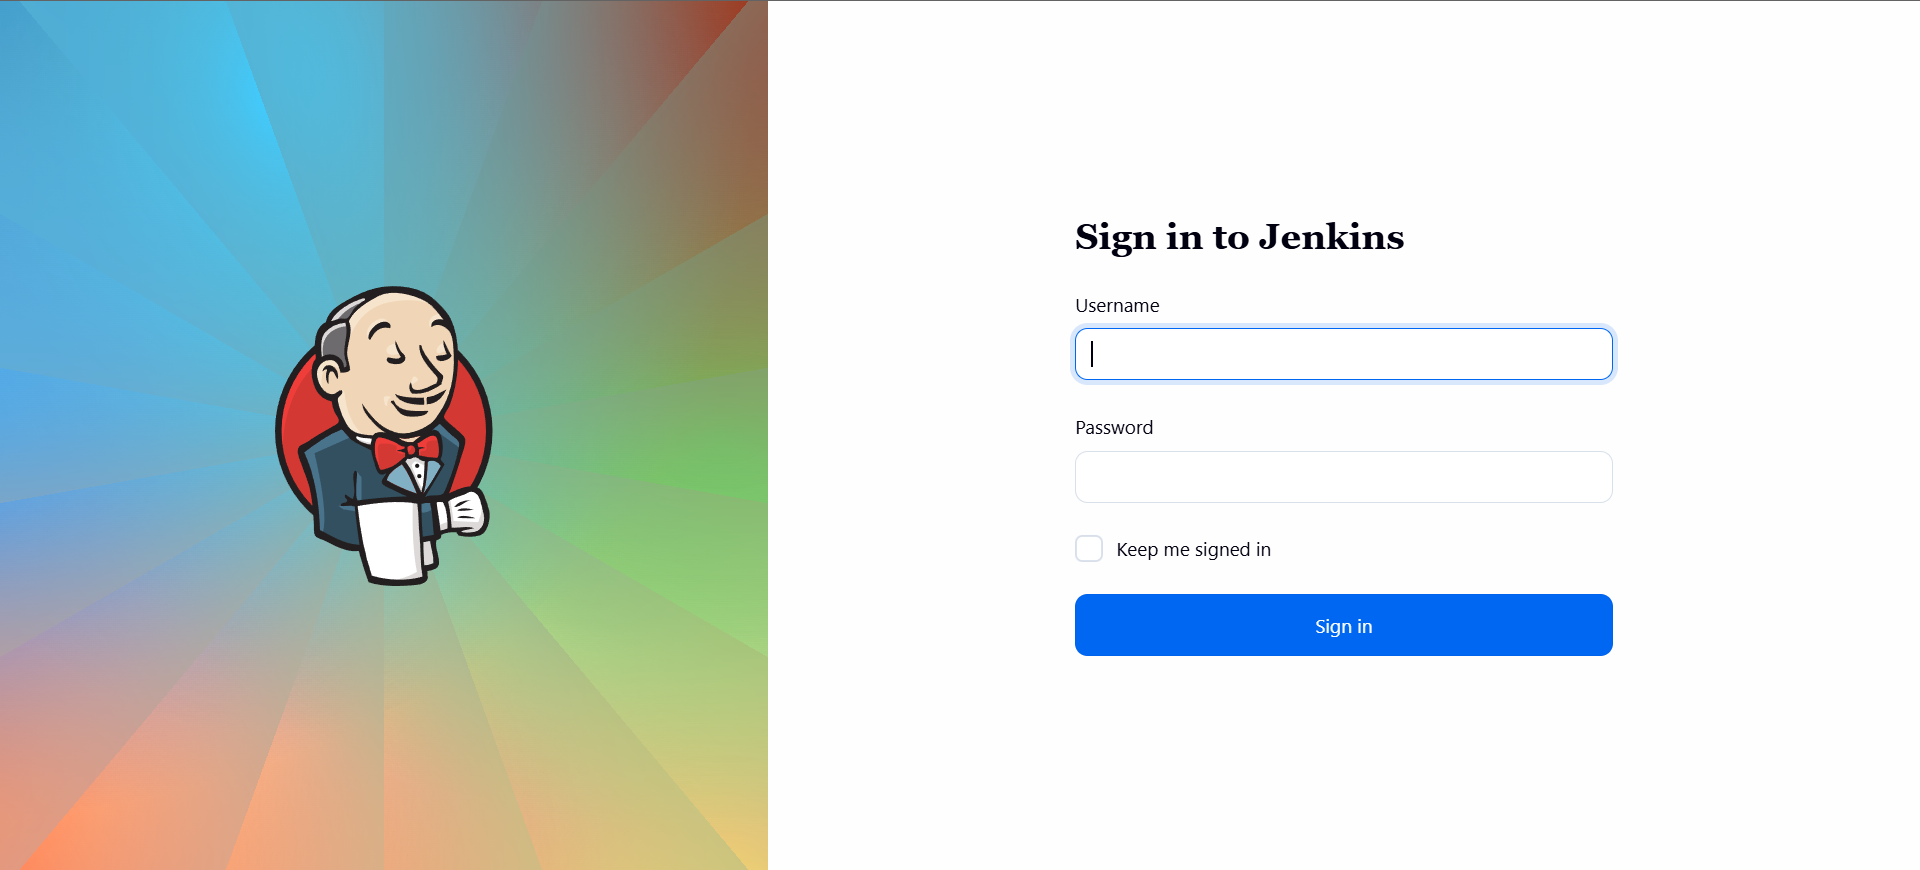 Sign in to Jenkins
Username
Password
Keep me signed in
Sign in